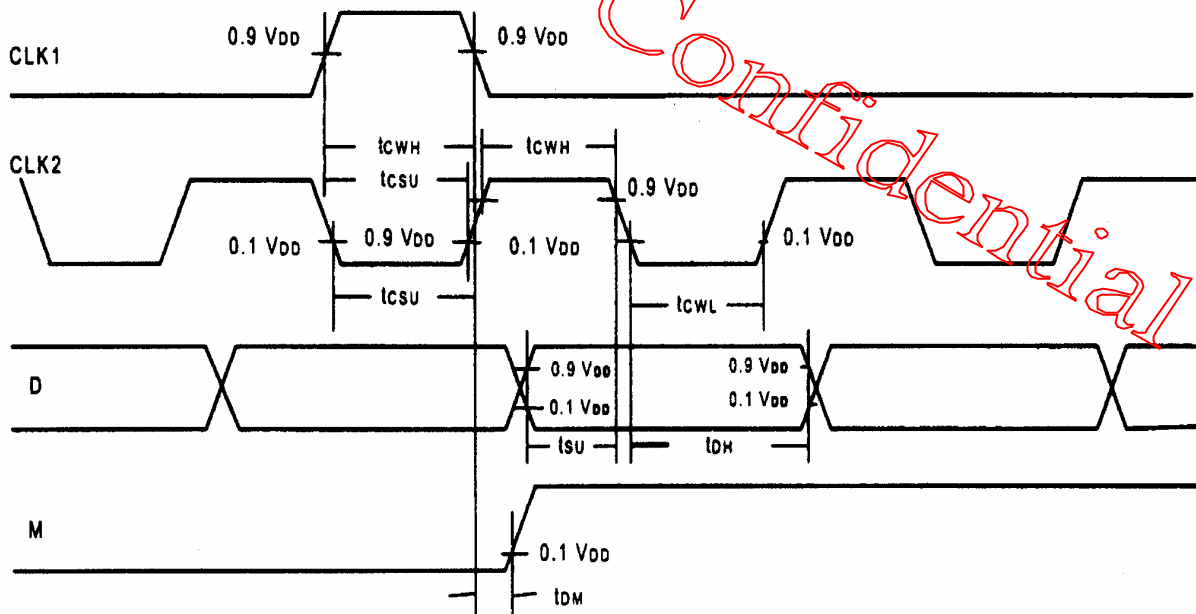 0.9 VDD
0.9 VDD
CLK1
Confidential
tCWH
tCWH
CLK2
tCSU
0.9 VDD
0.1 VDD
0.9 VDD
0.1 VDD
0.1 VDD
tCSU
tCWL
D
0.9 VDD
0.9 VDD
0.1 VDD
0.1 VDD
tSU
tDH
M
0.1 VDD
tDM